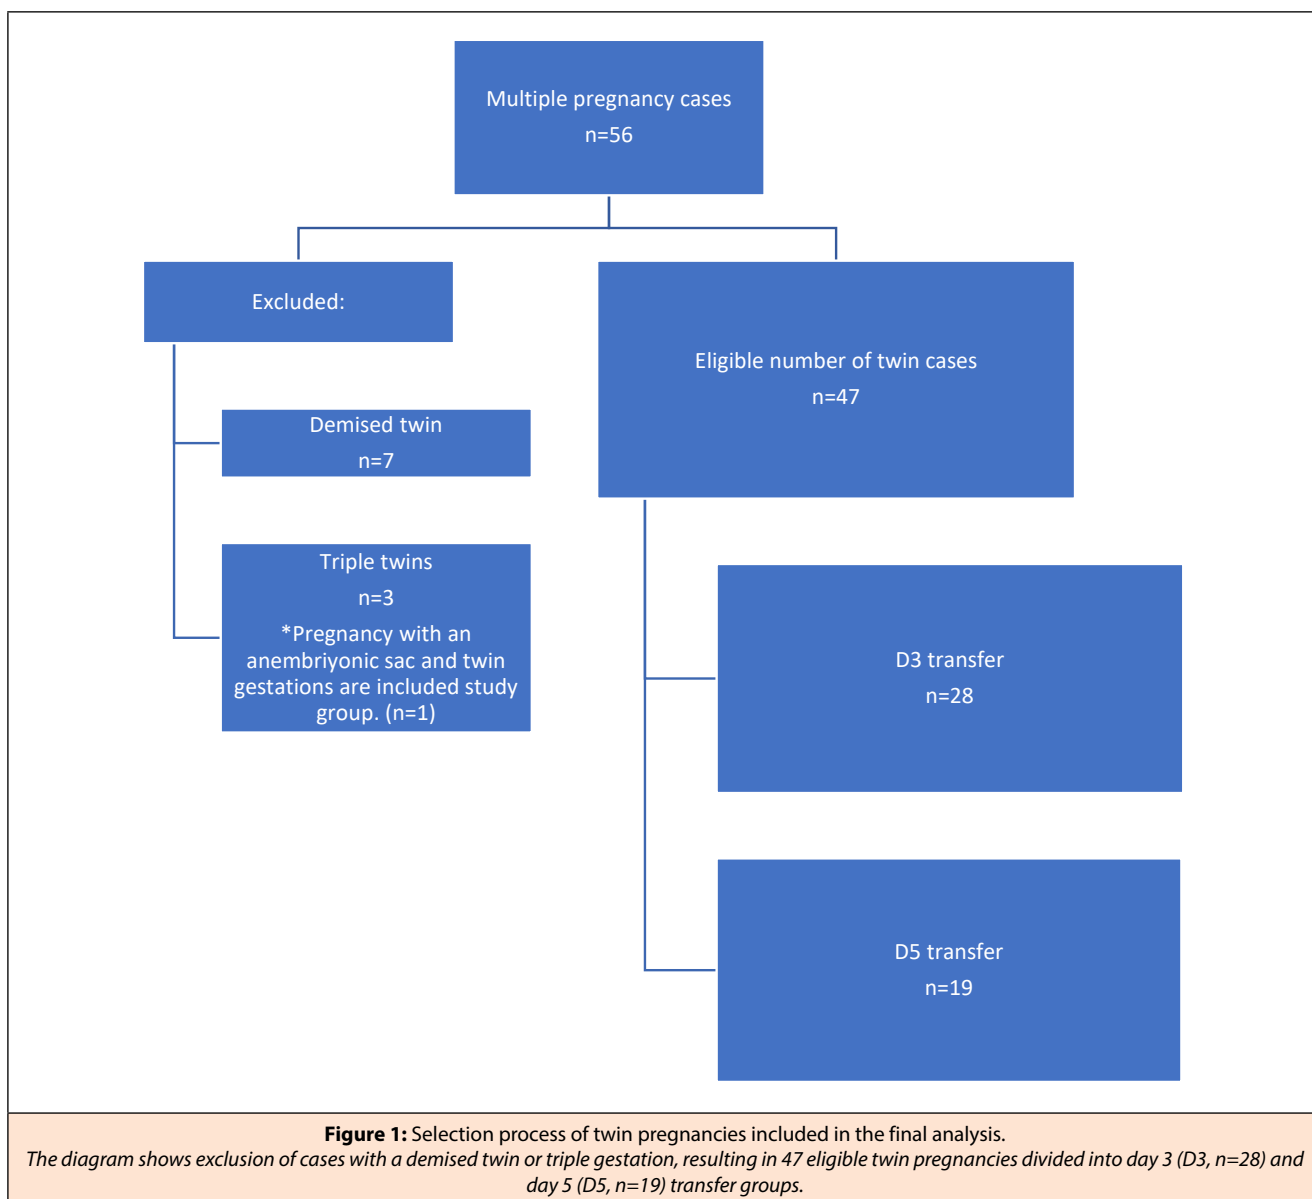 Multiple pregnancy cases
n=56
Excluded:
Eligible number of twin cases
n=47
Demised twin
n=7
Triple twins
n=3
*Pregnancy with an
anembriyonic sac and twin
gestations are included study
group. (n=1)
D3 transfer
n=28
D5 transfer
n=19
Figure 1: Selection process of twin pregnancies included in the final analysis.
The diagram shows exclusion of cases with a demised twin or triple gestation, resulting in 47 eligible twin pregnancies divided into day 3 (D3, n=28) and
day 5 (D5, n=19) transfer groups.